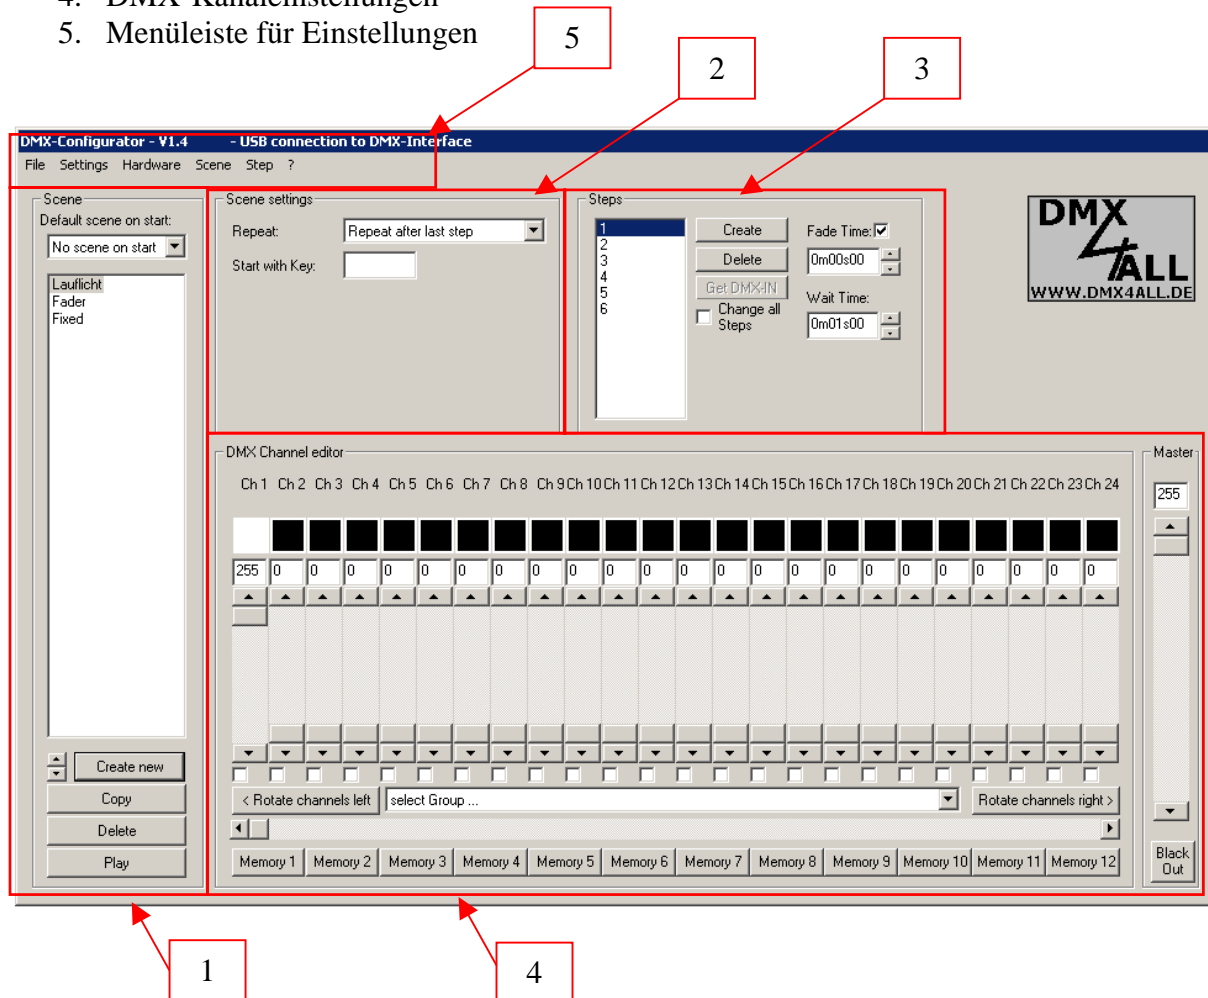 4. DMX-Kanaleinstellungen
5. Menüleiste für Einstellungen
5
2
3
DMX-Configurator - V1.4 - USB connection to DMX-Interface
File Settings Hardware Scene Step ?
Scene
Default scene on start:
No scene on start
Lauflicht
Fader
Fixed
Create new
Copy
Delete
Play
Scene settings
Repeat: Repeat after last step
Start with Key:
Steps
1
2
3
4
5
6
Create
Delete
Get DMX-IN
Change all
Steps
Fade Time:
0m00s00
Wait Time:
0m01s00
DMX
4ALL
WWW.DMX4ALL.DE
DMX Channel editor
Ch 1 Ch 2 Ch 3 Ch 4 Ch 5 Ch 6 Ch 7 Ch 8 Ch 9 Ch 10 Ch 11 Ch 12 Ch 13 Ch 14 Ch 15 Ch 16 Ch 17 Ch 18 Ch 19 Ch 20 Ch 21 Ch 22 Ch 23 Ch 24
255 0 0 0 0 0 0 0 0 0 0 0 0 0 0 0 0 0 0 0 0 0 0 0
< Rotate channels left select Group ... Rotate channels right >
Memory 1 Memory 2 Memory 3 Memory 4 Memory 5 Memory 6 Memory 7 Memory 8 Memory 9 Memory 10 Memory 11 Memory 12
Master
255
Black
Out
1
4